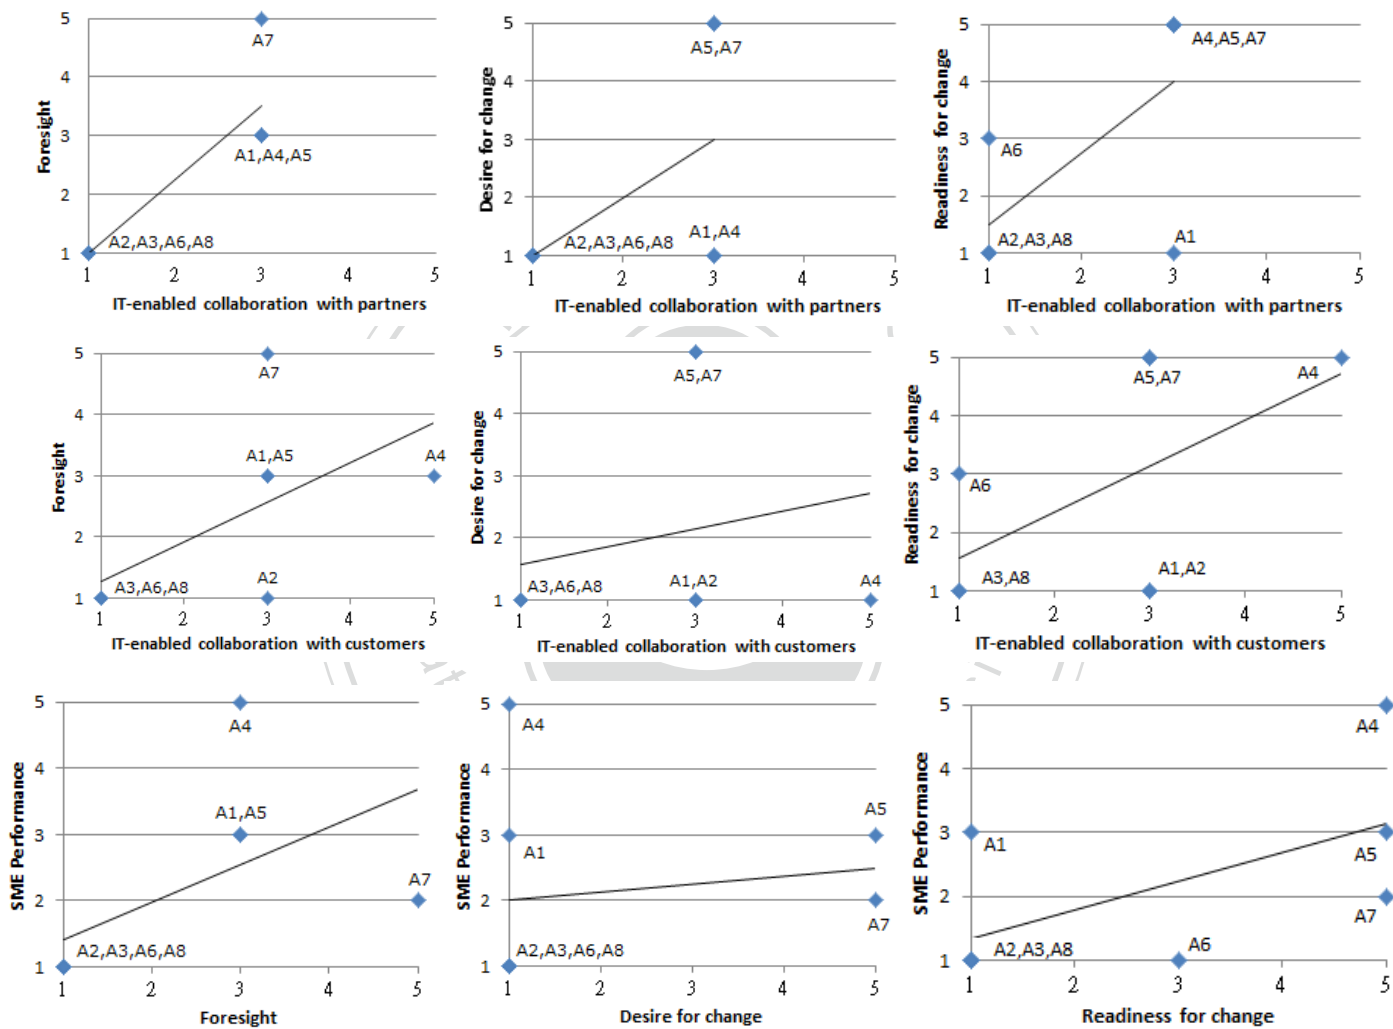 5
A7
4
Foresight
3
A1,A4,A5
2
A2,A3,A6,A8
1
1 2 3 4 5
IT-enabled collaboration with partners
5
A5,A7
4
Desire for change
3
2
A2,A3,A6,A8
A1,A4
1
1 2 3 4 5
IT-enabled collaboration with partners
5
A4,A5,A7
4
Readiness for change
3
A6
2
A2,A3,A8
A1
1
1 2 3 4 5
IT-enabled collaboration with partners
5
A7
4
Foresight
A1,A5
A4
3
2
A3,A6,A8
A2
1
1 2 3 4 5
IT-enabled collaboration with customers
5
A5,A7
4
Desire for change
3
2
A3,A6,A8
A1,A2
A4
1
1 2 3 4 5
IT-enabled collaboration with customers
5
A5,A7
A4
4
Readiness for change
3
A6
2
A3,A8
A1,A2
1
1 2 3 4 5
IT-enabled collaboration with customers
5
A4
4
SME Performance
A1,A5
3
A7
2
A2,A3,A6,A8
1
1 2 3 4 5
Foresight
5
A4
4
SME Performance
A5
3
A1
2
A7
A2,A3,A6,A8
1
1 2 3 4 5
Desire for change
5
A4
4
SME Performance
3
A1
A5
2
A7
A2,A3,A8
A6
1
1 2 3 4 5
Readiness for change